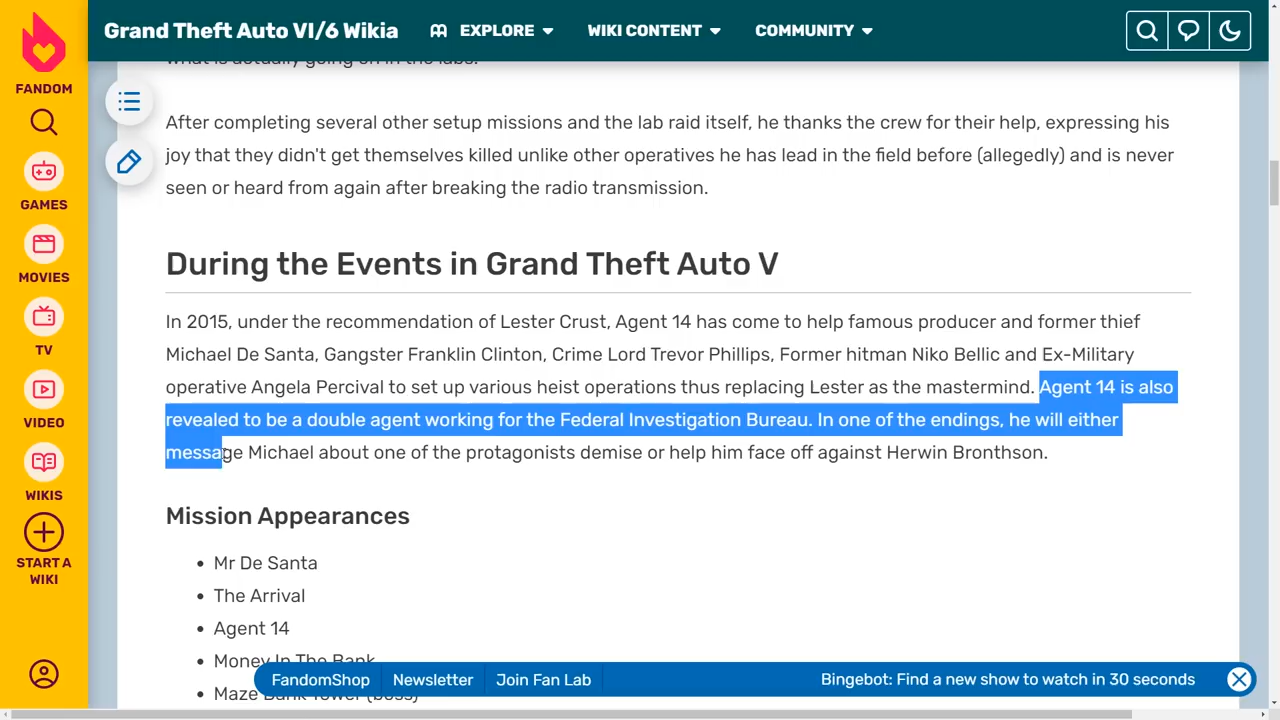 Grand Theft Auto VI/6 Wikia
EXPLORE
WIKI CONTENT
COMMUNITY
FANDOM
GAMES
MOVIES
TV
VIDEO
WIKIS
START A
WIKI
what is actually going on in the labs.
After completing several other setup missions and the lab raid itself, he thanks the crew for their help, expressing his
joy that they didn't get themselves killed unlike other operatives he has lead in the field before (allegedly) and is never
seen or heard from again after breaking the radio transmission.
During the Events in Grand Theft Auto V
In 2015, under the recommendation of Lester Crust, Agent 14 has come to help famous producer and former thief
Michael De Santa, Gangster Franklin Clinton, Crime Lord Trevor Phillips, Former hitman Niko Bellic and Ex-Military
operative Angela Percival to set up various heist operations thus replacing Lester as the mastermind. Agent 14 is also
revealed to be a double agent working for the Federal Investigation Bureau. In one of the endings, he will either
message Michael about one of the protagonists demise or help him face off against Herwin Bronthson.
Mission Appearances
Mr De Santa
The Arrival
Agent 14
Money In The Bank
Maze Bank Tower (boss)
FandomShop
Newsletter
Join Fan Lab
Bingebot: Find a new show to watch in 30 seconds